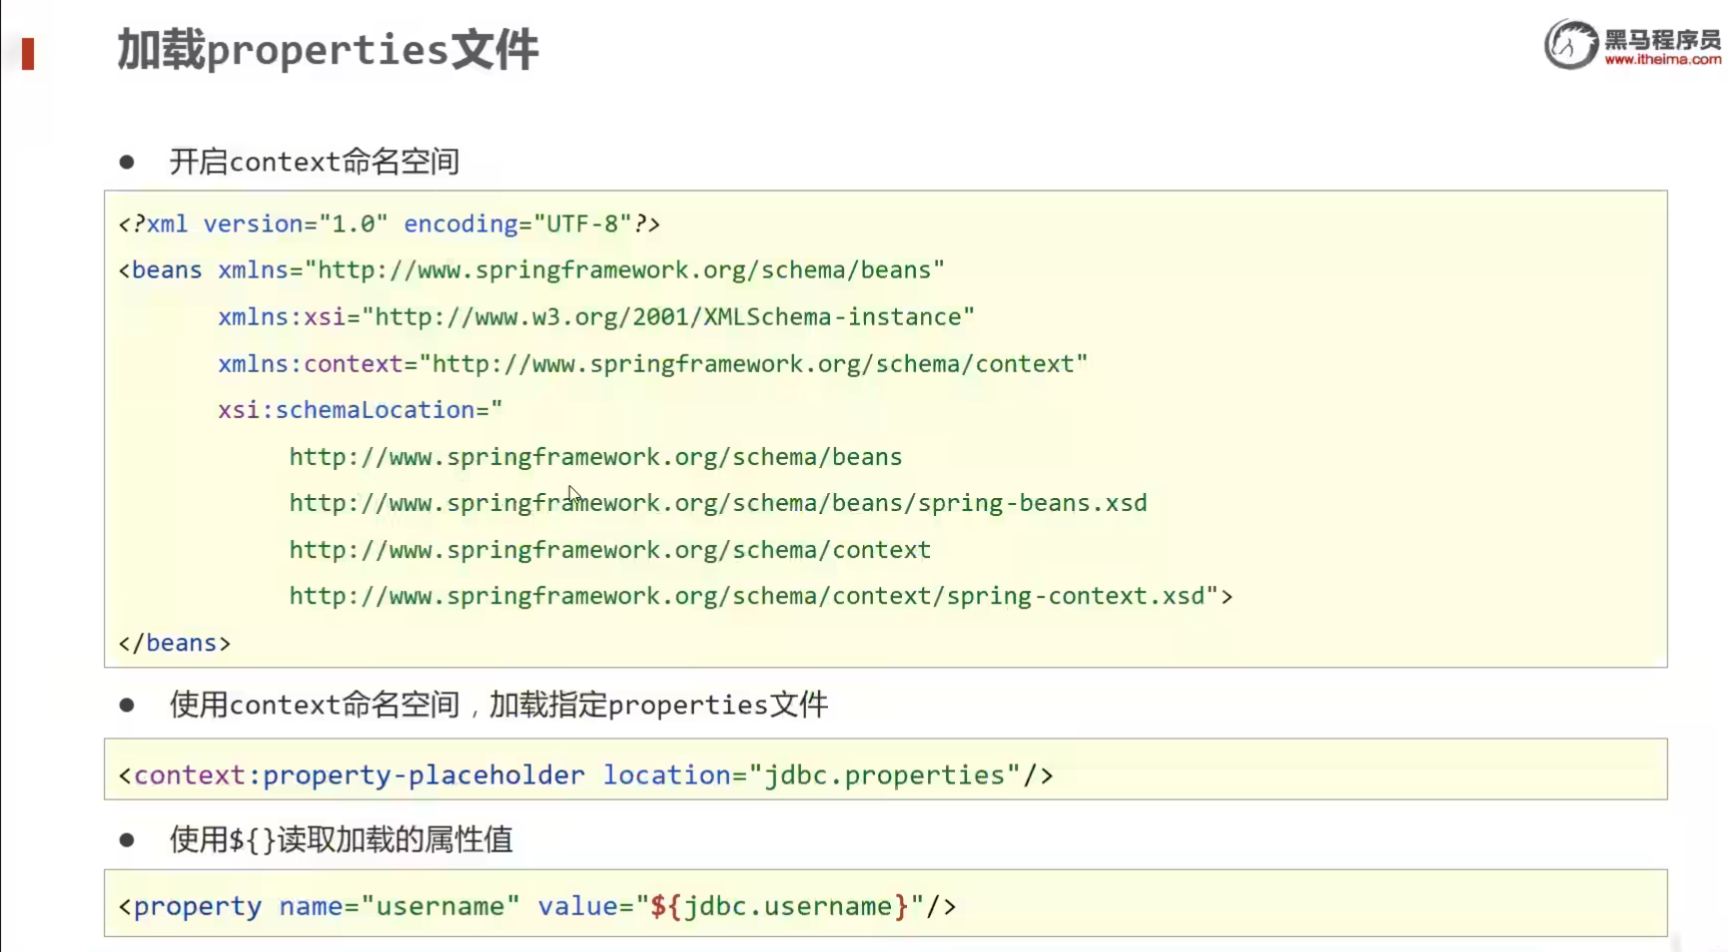 加载properties文件
黑马程序员
www.itheima.com
● 开启context命名空间
<?xml version="1.0" encoding="UTF-8"?>
<beans xmlns="http://www.springframework.org/schema/beans"
xmlns:xsi="http://www.w3.org/2001/XMLSchema-instance"
xmlns:context="http://www.springframework.org/schema/context"
xsi:schemaLocation="
http://www.springframework.org/schema/beans
http://www.springframework.org/schema/beans/spring-beans.xsd
http://www.springframework.org/schema/context
http://www.springframework.org/schema/context/spring-context.xsd">
</beans>
● 使用context命名空间，加载指定properties文件
<context:property-placeholder location="jdbc.properties"/>
● 使用${}读取加载的属性值
<property name="username" value="${jdbc.username}"/>